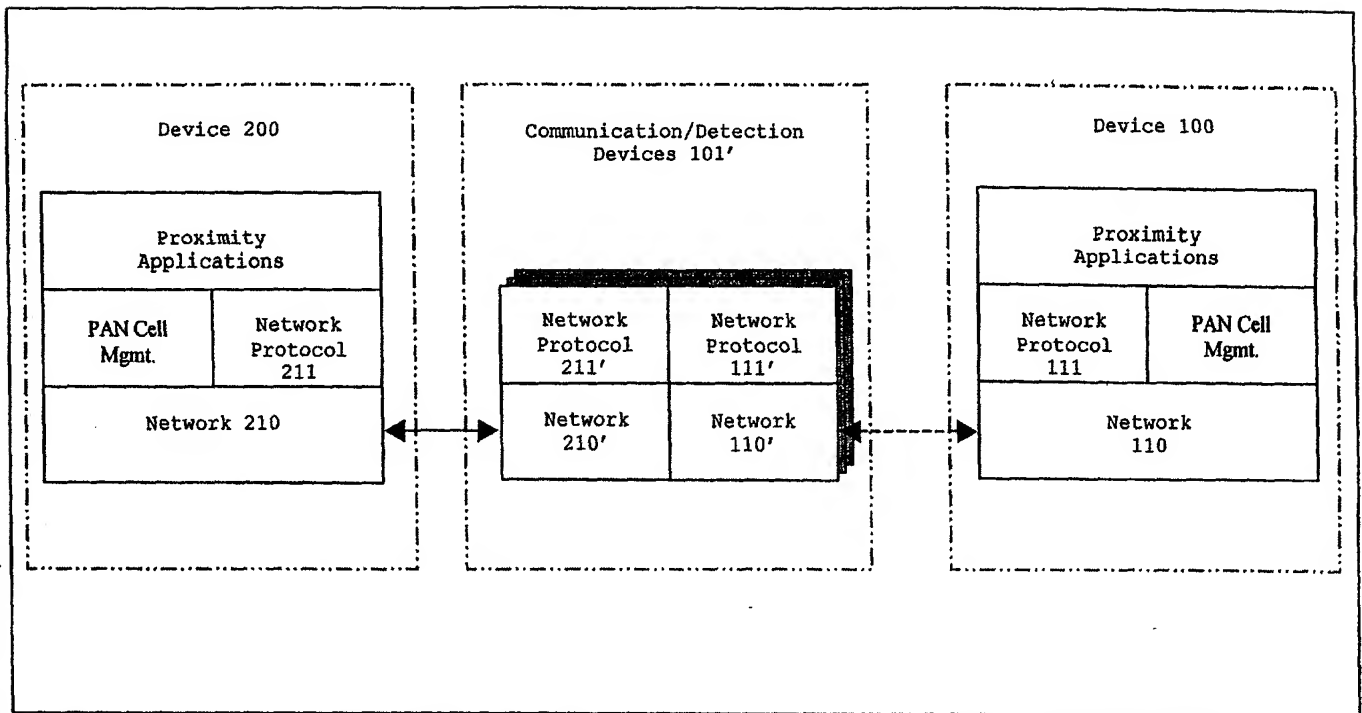 Device 200
Proximity
Applications
PAN Cell
Mgmt.
Network
Protocol
211
Network 210
Communication/Detection
Devices 101'
Network
Protocol
211'
Network
Protocol
111'
Network
210'
Network
110'
Device 100
Proximity
Applications
Network
Protocol
111
PAN Cell
Mgmt.
Network
110